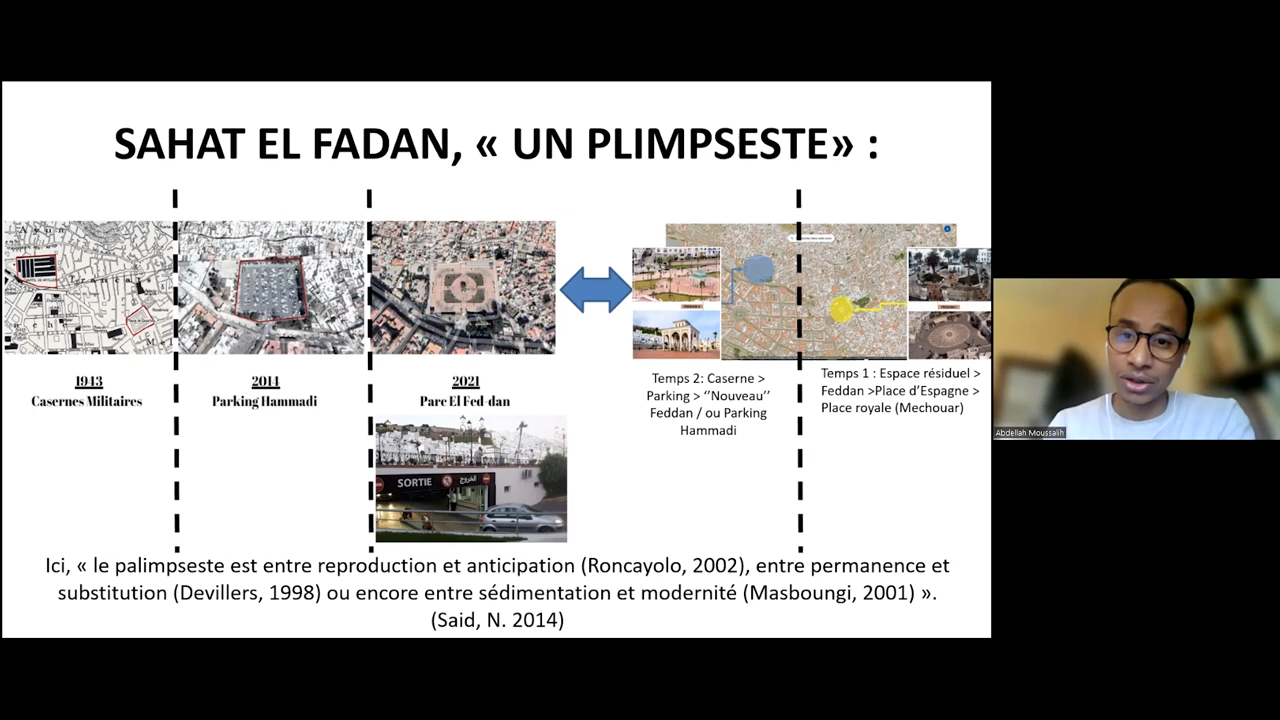 SAHAT EL FADAN, « UN PLIMPSESTE» :
1943
Casernes Militaires
2014
Parking Hammadi
2021
Parc El Fed-dan
SORTIE
الخروج
Temps 2: Caserne >
Parking > ‘’Nouveau’’
Feddan / ou Parking
Hammadi
Temps 1 : Espace résiduel >
Feddan >Place d’Espagne >
Place royale (Mechouar)
Ici, « le palimpseste est entre reproduction et anticipation (Roncayolo, 2002), entre permanence et
substitution (Devillers, 1998) ou encore entre sédimentation et modernité (Masboungi, 2001) ».
(Said, N. 2014)
Abdellah Moussalih